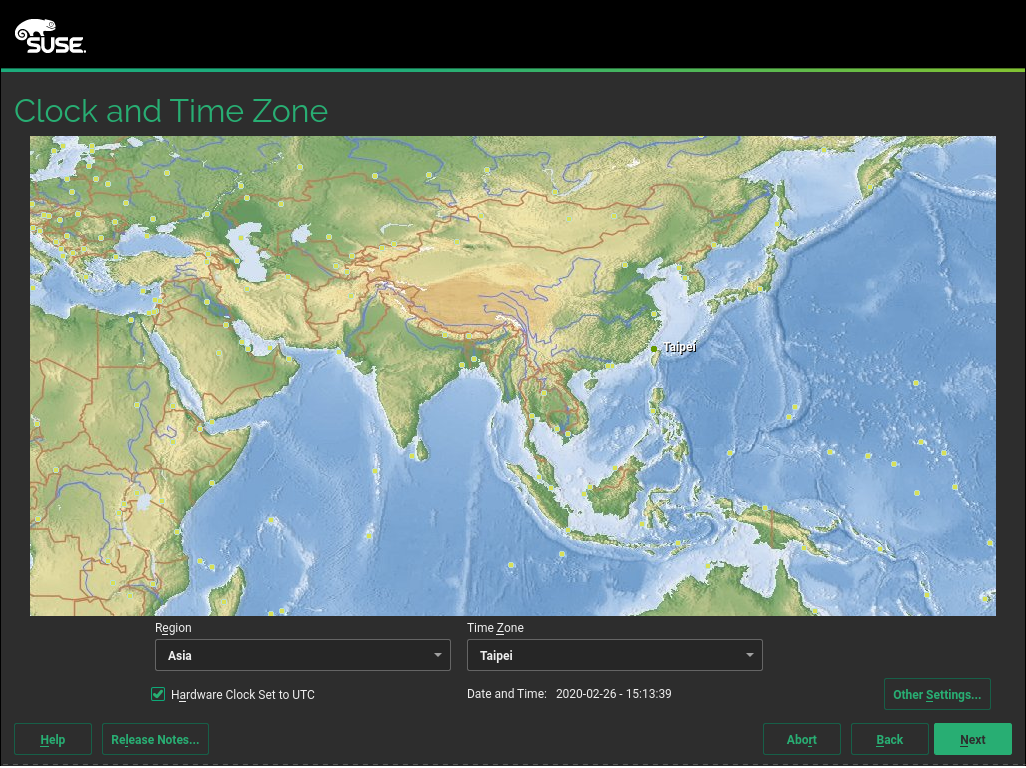 SUSE.
Clock and Time Zone
Taipei
Region
Time Zone
Asia
Taipei
Hardware Clock Set to UTC
Date and Time: 2020-02-26 - 15:13:39
Other Settings...
Help
Release Notes...
Abort
Back
Next